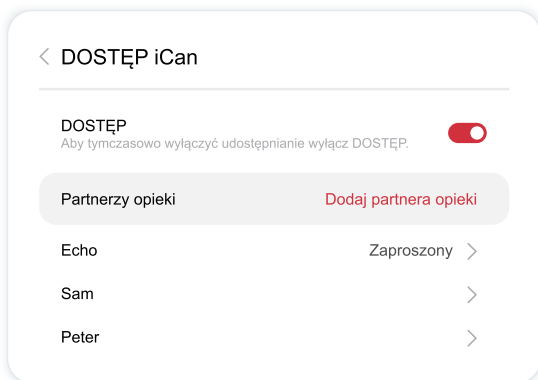 DOSTĘP iCan
DOSTĘP
Aby tymczasowo wyłączyć udostępnianie wyłącz DOSTĘP.
Partnerzy opieki Dodaj partnera opieki
Echo Zaproszony
Sam
Peter